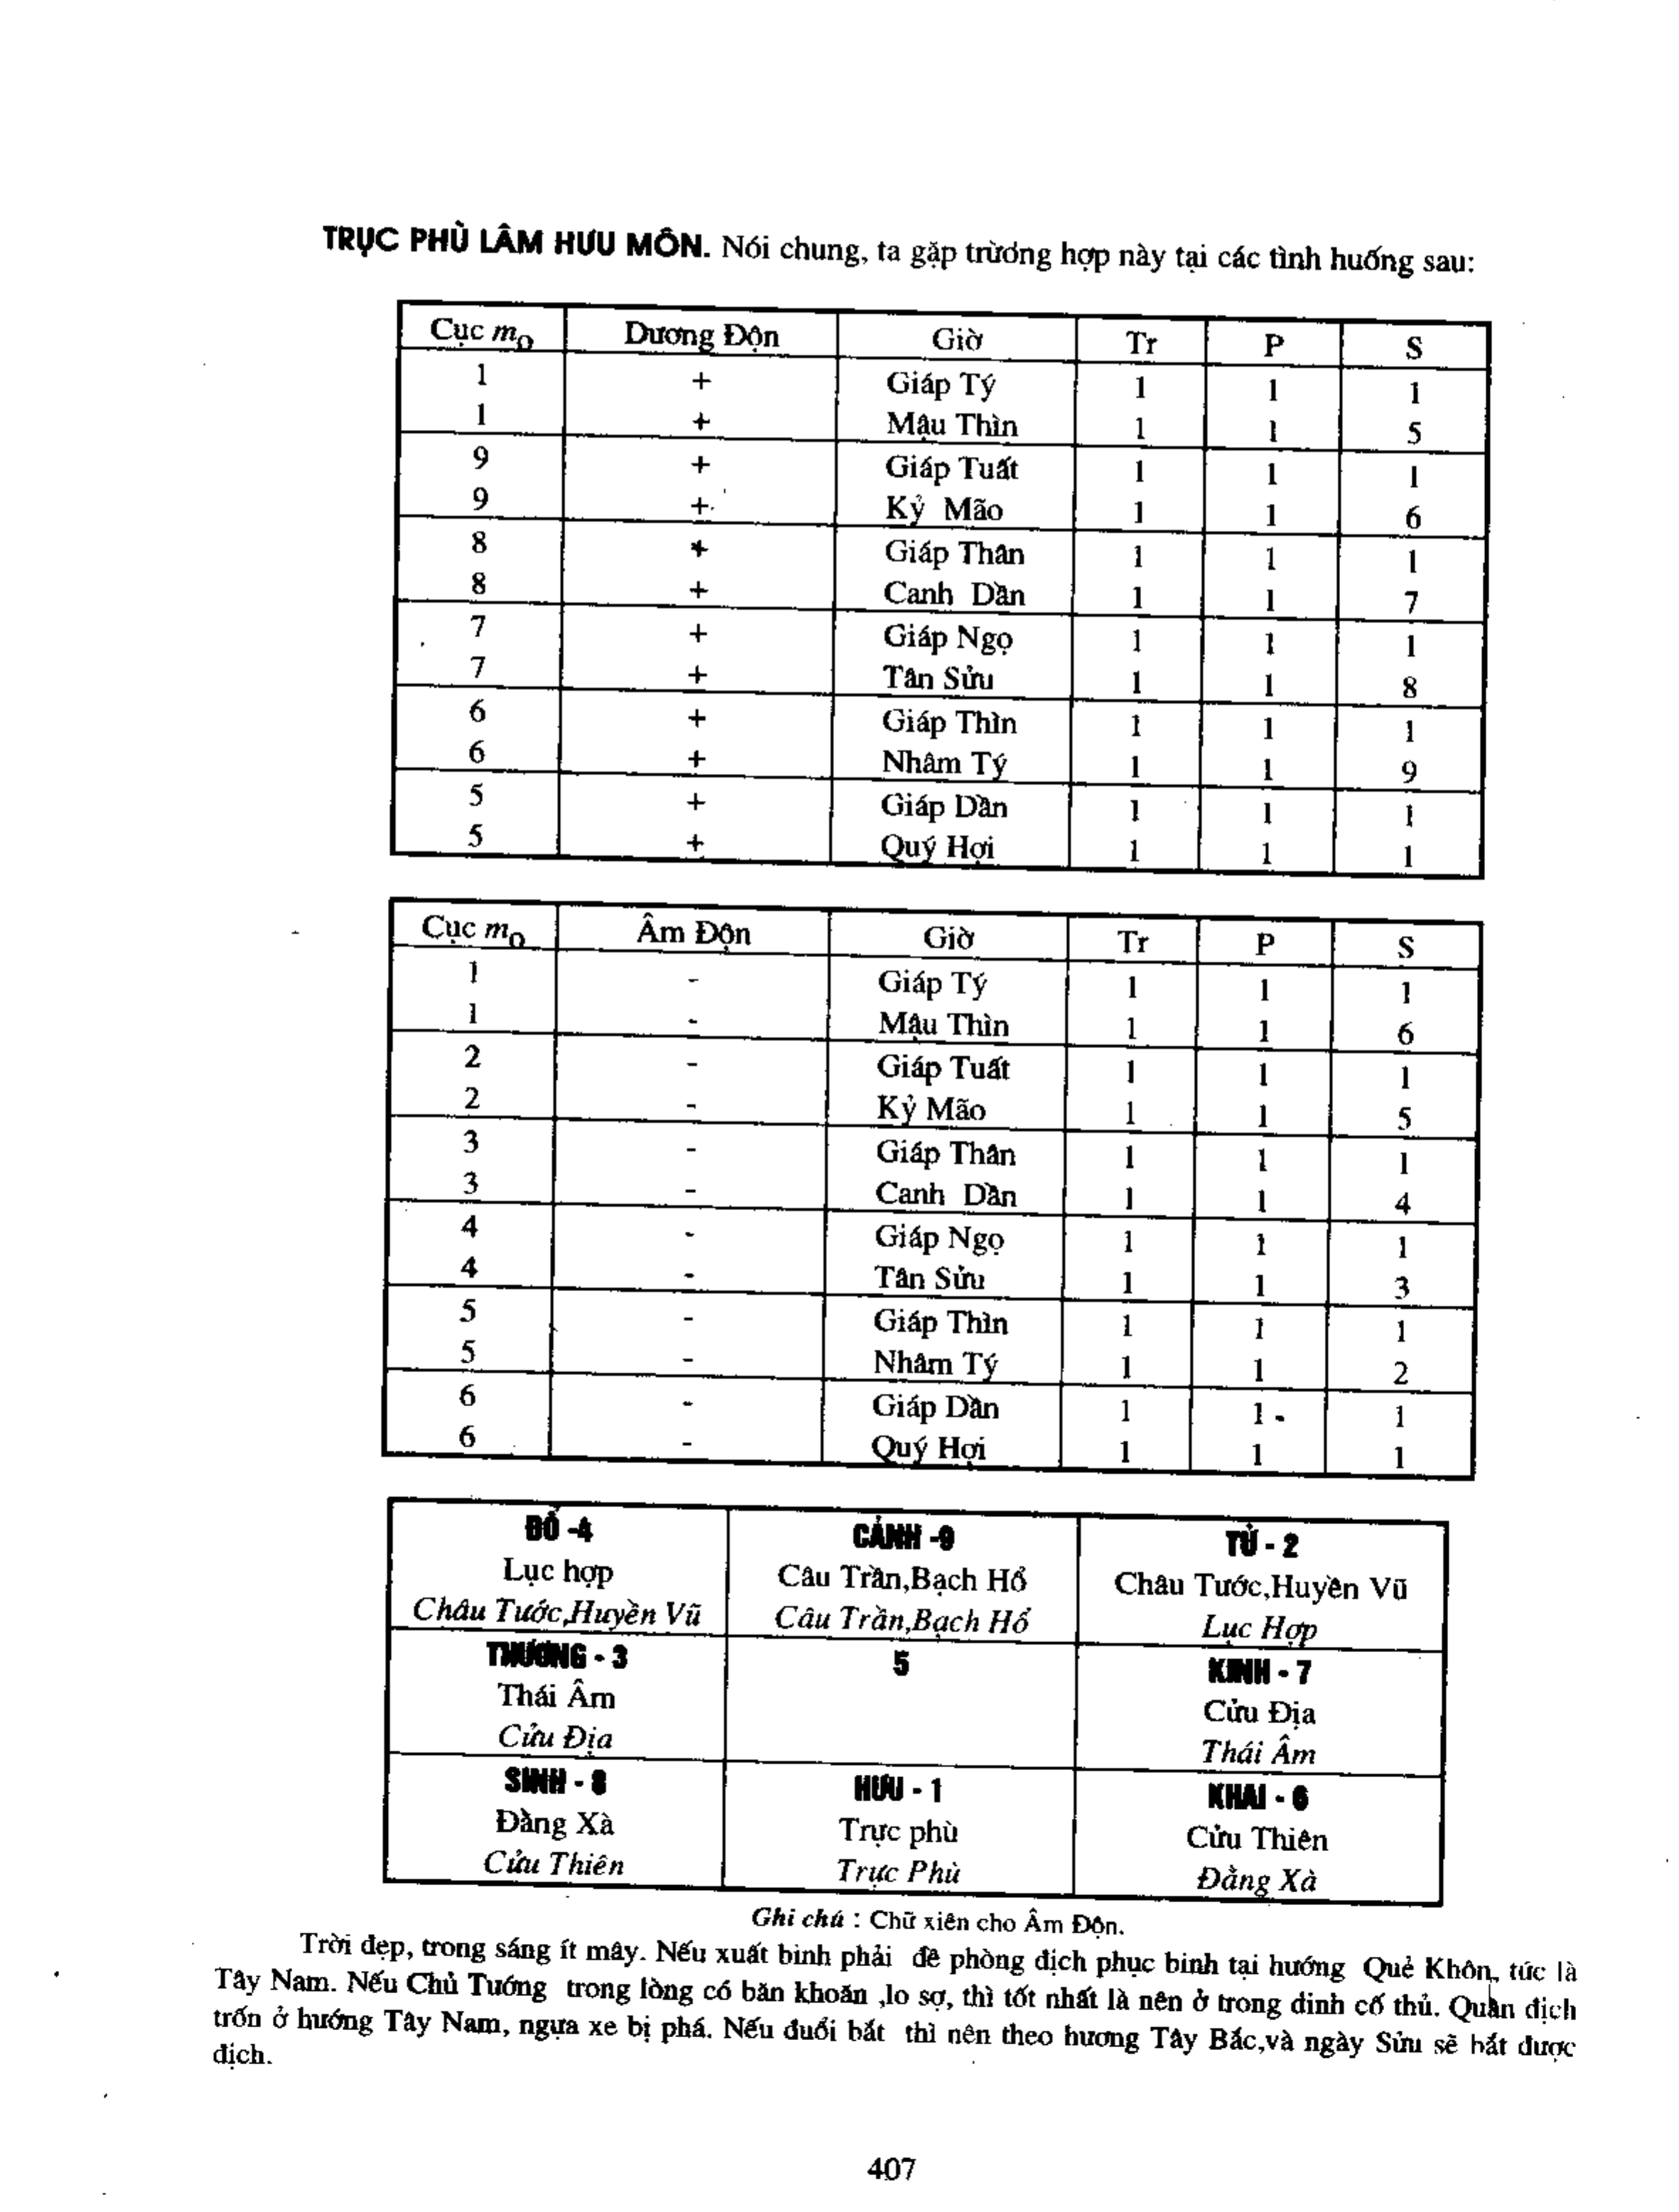 TRỰC PHÙ LÂM HƯU MÔN. Nói chung, ta gặp trường hợp này tại các tình huống sau:
Cục mo Dương Độn Giờ Tr P S
1 + Giáp Tý 1 1 1
1 + Mậu Thìn 1 1 5
9 + Giáp Tuất 1 1 1
9 + Kỷ Mão 1 1 6
8 + Giáp Thân 1 1 1
8 + Canh Dần 1 1 7
7 + Giáp Ngọ 1 1 1
7 + Tân Sửu 1 1 8
6 + Giáp Thìn 1 1 1
6 + Nhâm Tý 1 1 9
5 + Giáp Dần 1 1 1
5 + Quý Hợi 1 1 1
Cục mo Âm Độn Giờ Tr P S
1 - Giáp Tý 1 1 1
1 - Mậu Thìn 1 1 6
2 - Giáp Tuất 1 1 1
2 - Kỷ Mão 1 1 5
3 - Giáp Thân 1 1 1
3 - Canh Dần 1 1 4
4 - Giáp Ngọ 1 1 1
4 - Tân Sửu 1 1 3
5 - Giáp Thìn 1 1 1
5 - Nhâm Tý 1 1 2
6 - Giáp Dần 1 1 1
6 - Quý Hợi 1 1 1
ĐỖ -4 CẢNH -9 TỬ - 2
Lục hợp Câu Trần,Bạch Hổ Châu Tước,Huyền Vũ
Châu Tước,Huyền Vũ Câu Trần,Bạch Hổ Lục Hợp
THƯƠNG - 3 5 KINH - 7
Thái Âm Cửu Địa
Cửu Địa Thái Âm
SINH - 8 HƯU - 1 KHAI - 6
Đằng Xà Trực phù Cửu Thiên
Cửu Thiên Trực Phù Đằng Xà
Ghi chú : Chữ xiên cho Âm Độn.
Trời đẹp, trong sáng ít mây. Nếu xuất binh phải đề phòng địch phục binh tại hướng Quẻ Khôn, tức là
Tây Nam. Nếu Chủ Tướng trong lòng có băn khoăn ,lo sợ, thì tốt nhất là nên ở trong dinh cố thủ. Quân địch
trốn ở hướng Tây Nam, ngựa xe bị phá. Nếu đuổi bắt thì nên theo hương Tây Bắc,và ngày Sửu sẽ bắt được
địch.
407